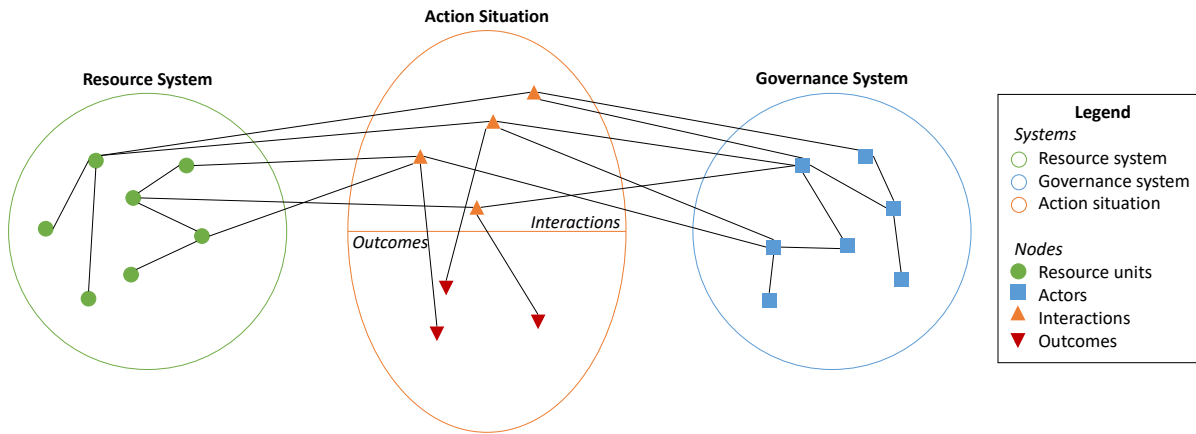 Action Situation
Resource System
Governance System
Interactions
Outcomes
Legend
Systems
Resource system
Governance system
Action situation
Nodes
Resource units
Actors
Interactions
Outcomes